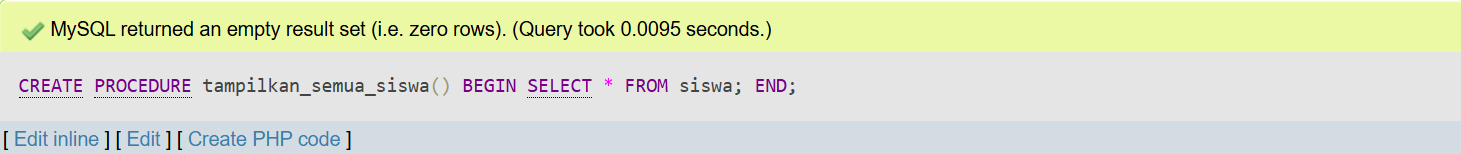 MySQL returned an empty result set (i.e. zero rows). (Query took 0.0095 seconds.)
CREATE PROCEDURE tampilkan_semua_siswa() BEGIN SELECT * FROM siswa; END;
[ Edit inline ] [ Edit ] [ Create PHP code ]